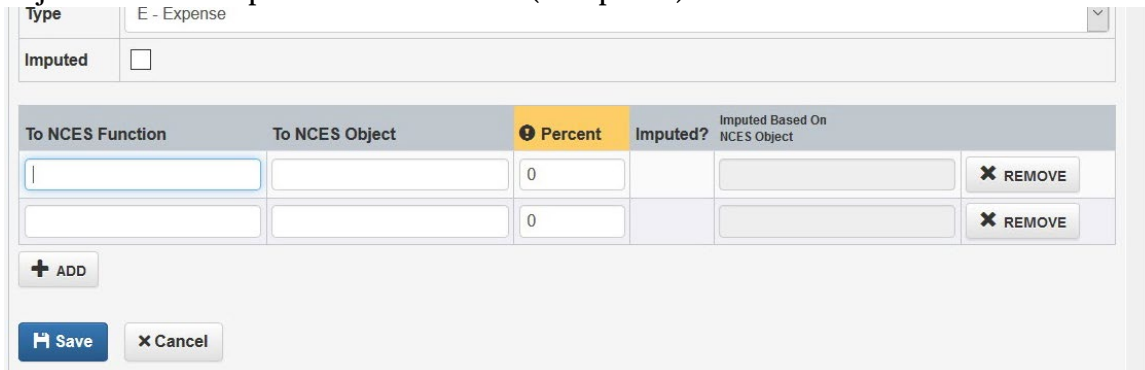 Type E - Expense
Imputed
To NCES Function To NCES Object Percent Imputed? Imputed Based On NCES Object
0 REMOVE
0 REMOVE
ADD
Save Cancel